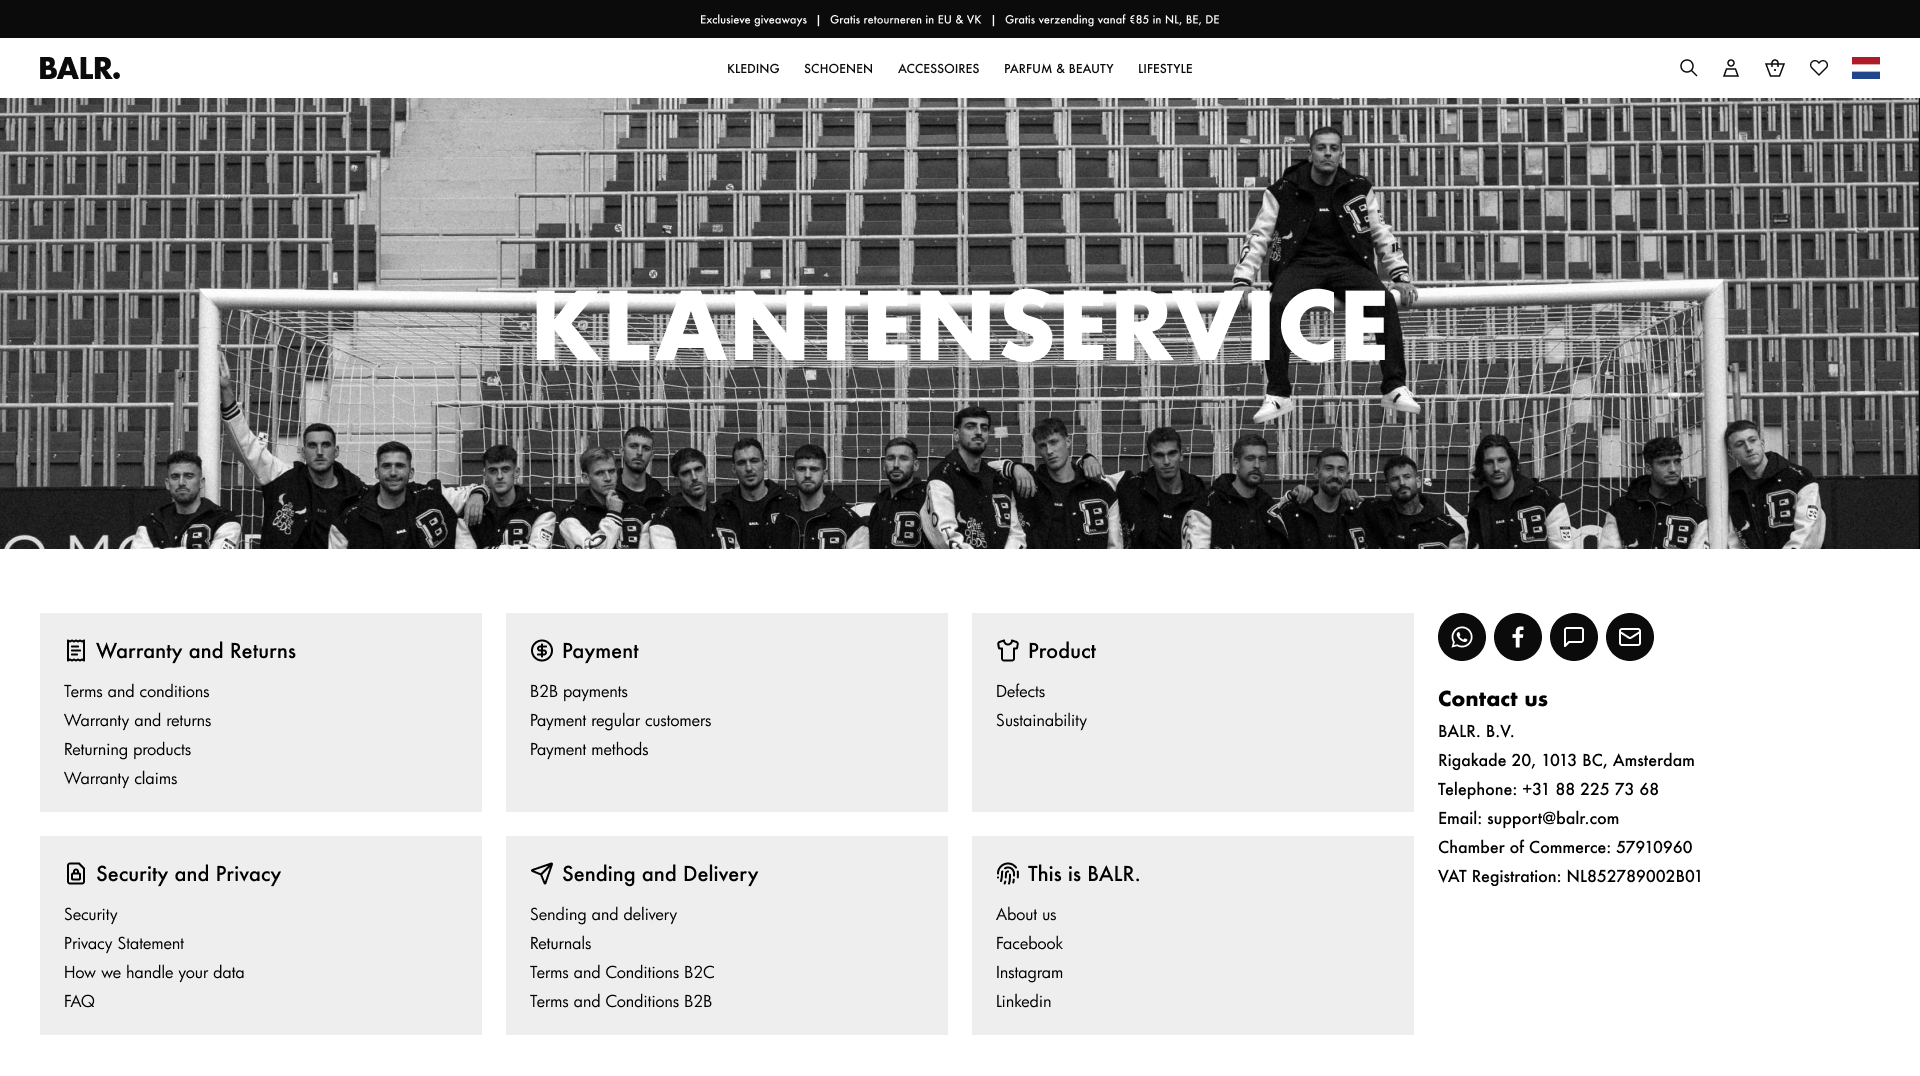 Exclusieve giveaways | Gratis retourneren in EU & VK | Gratis verzending vanaf €85 in NL, BE, DE
BALR.
KLEDING SCHOENEN ACCESSOIRES PARFUM & BEAUTY LIFESTYLE
KLANTENSERVICE
Warranty and Returns
Terms and conditions
Warranty and returns
Returning products
Warranty claims
Payment
B2B payments
Payment regular customers
Payment methods
Product
Defects
Sustainability
Security and Privacy
Security
Privacy Statement
How we handle your data
FAQ
Sending and Delivery
Sending and delivery
Returnals
Terms and Conditions B2C
Terms and Conditions B2B
This is BALR.
About us
Facebook
Instagram
Linkedin
Contact us
BALR. B.V.
Rigakade 20, 1013 BC, Amsterdam
Telephone: +31 88 225 73 68
Email: support@balr.com
Chamber of Commerce: 57910960
VAT Registration: NL852789002B01